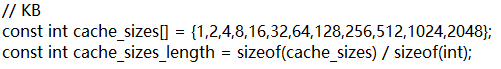 // KB
const int cache_sizes[] = {1,2,4,8,16,32,64,128,256,512,1024,2048};
const int cache_sizes_length = sizeof(cache_sizes) / sizeof(int);